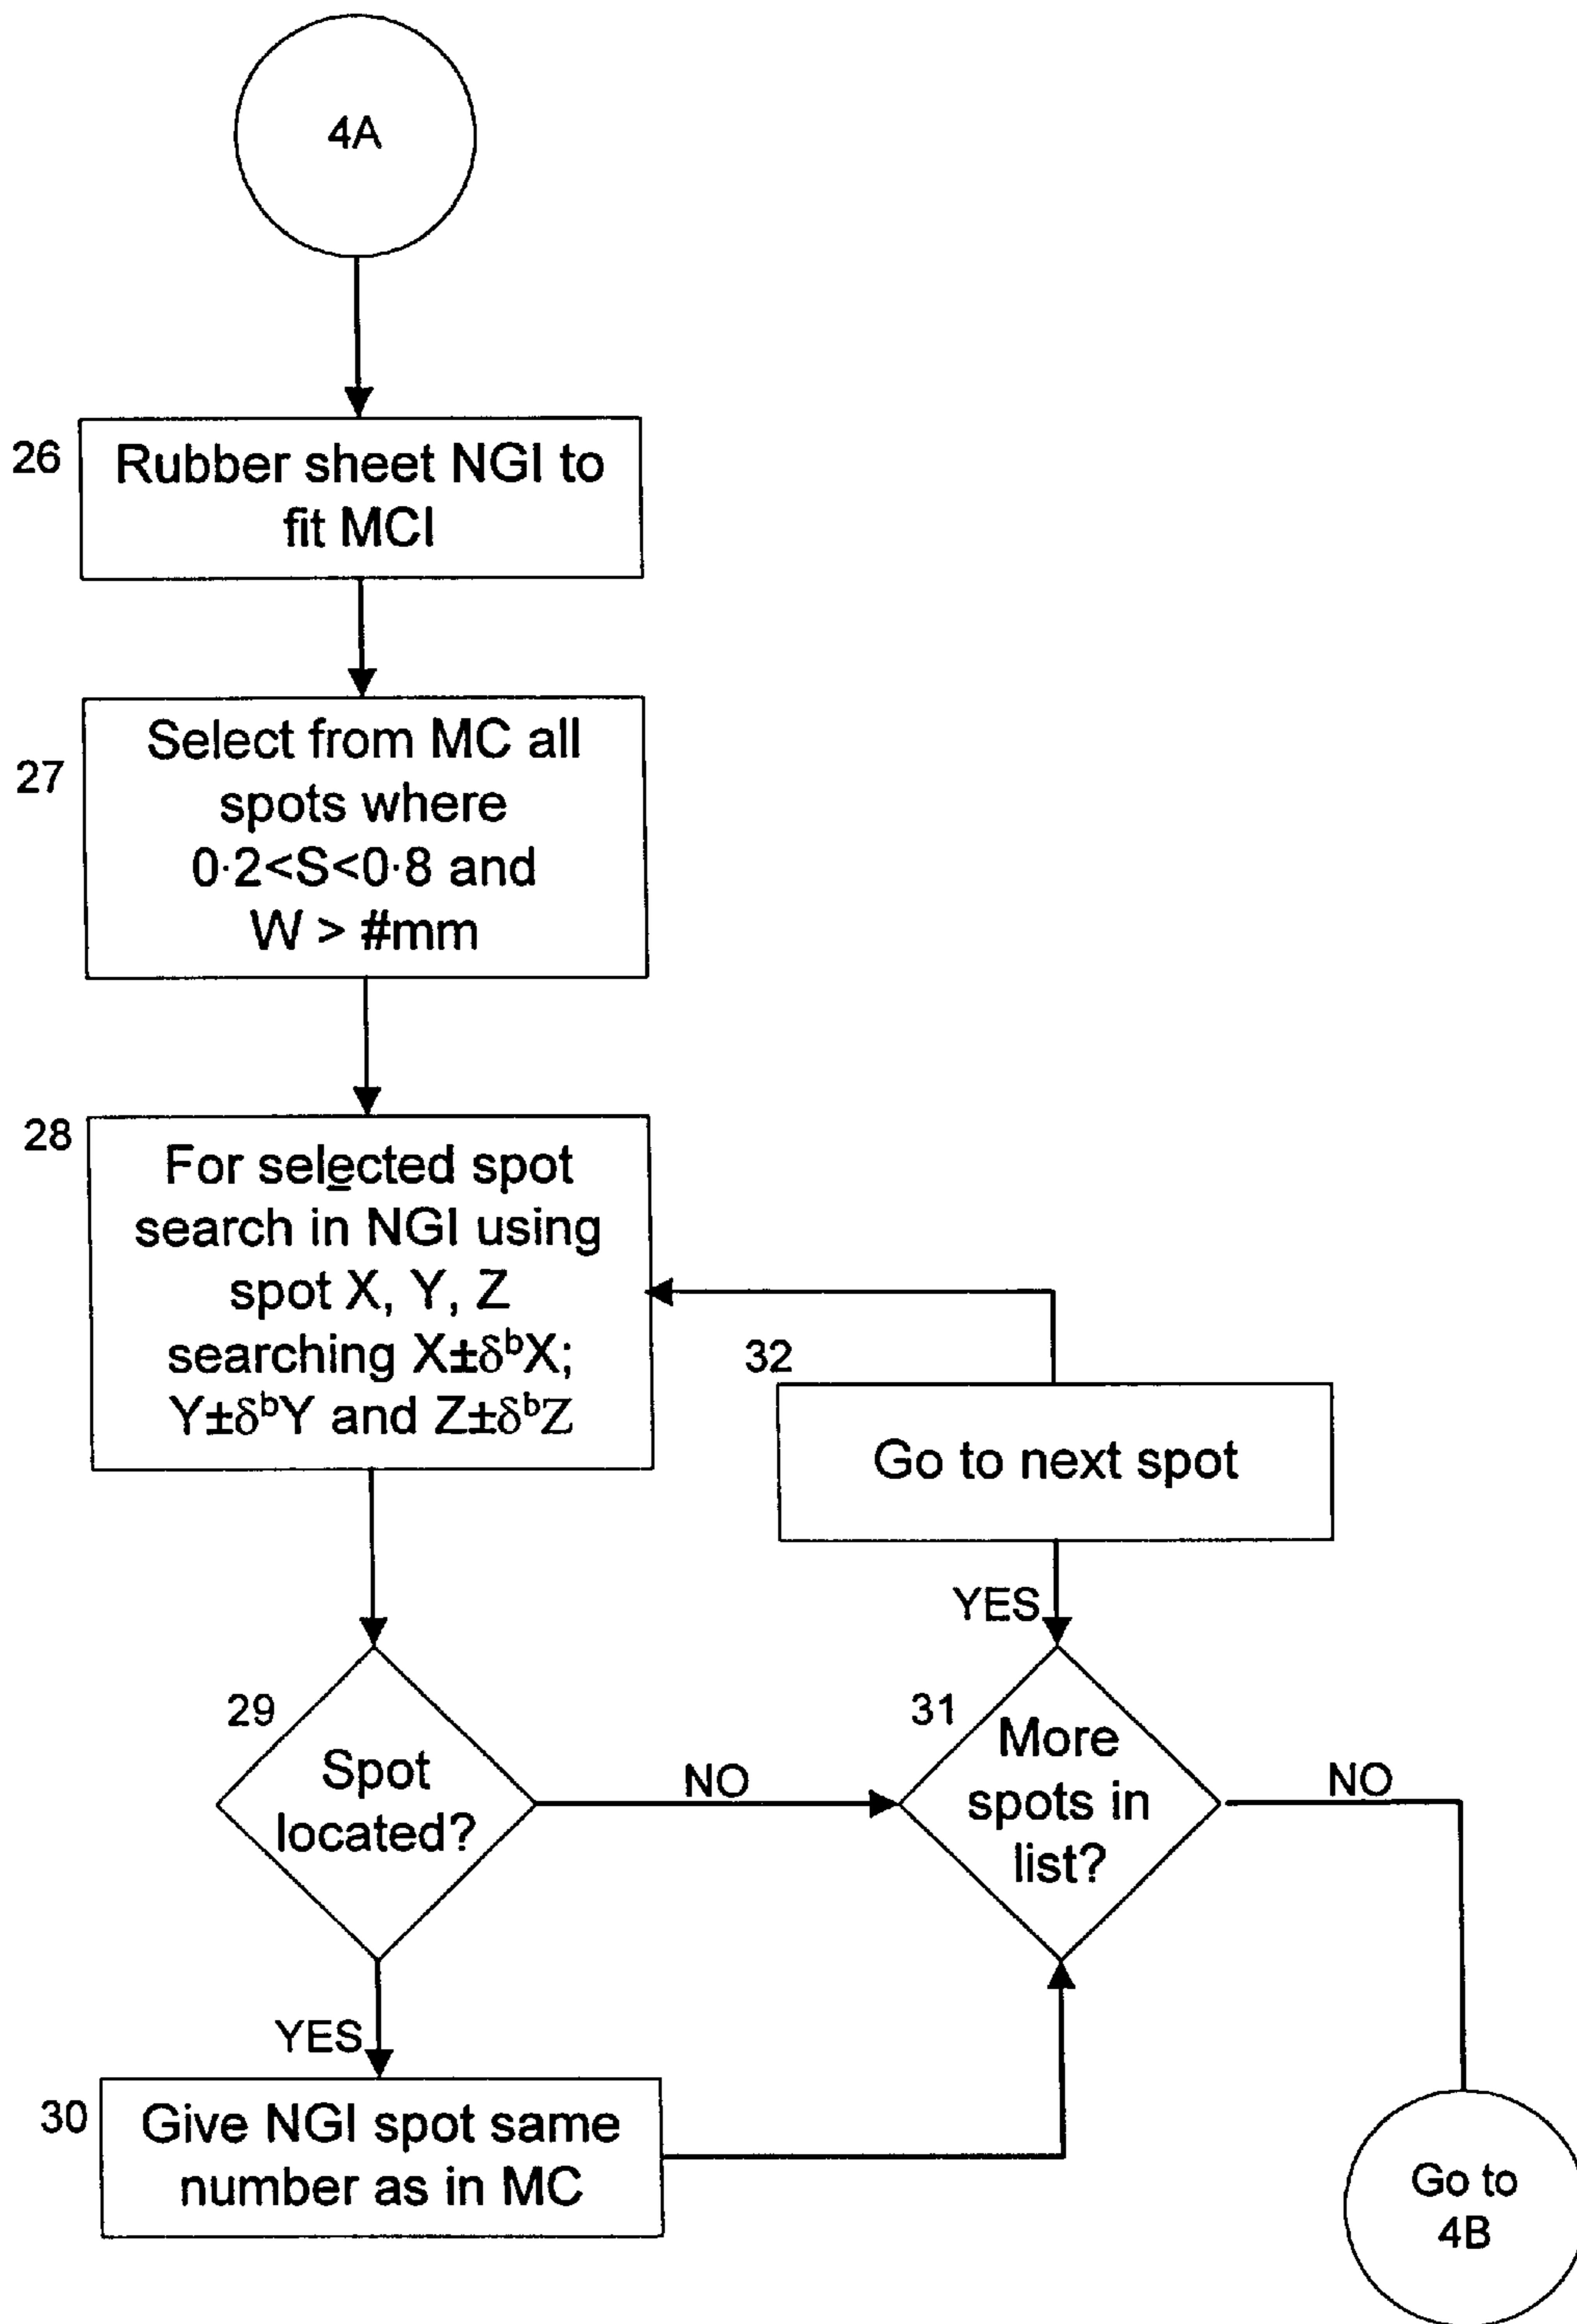 4A
26
Rubber sheet NGI to
fit MCI
27
Select from MC all
spots where
0·2<S<0·8 and
W > #mm
28
For selected spot
search in NGI using
spot X, Y, Z
searching X±δᵇX;
Y±δᵇY and Z±δᵇZ
32
Go to next spot
YES
29
Spot
located?
NO
31
More
spots in
list?
NO
YES
30
Give NGI spot same
number as in MC
Go to
4B